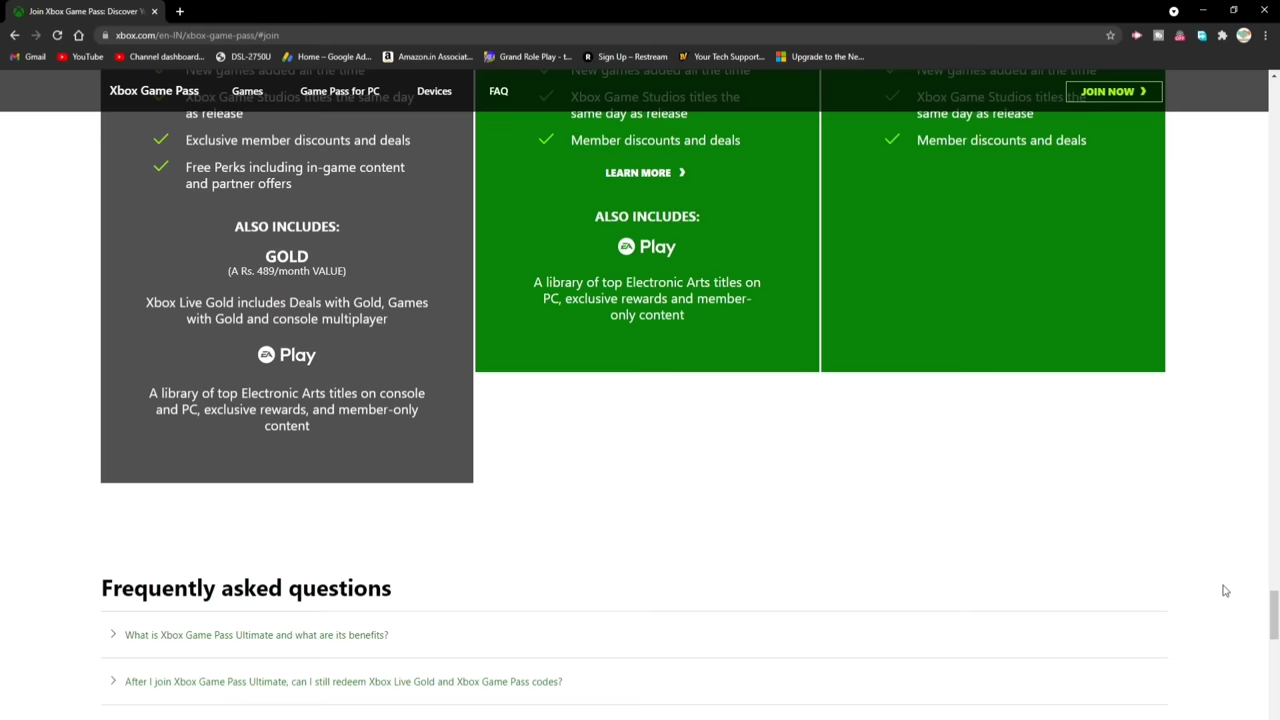 Join Xbox Game Pass: Discover Y
xbox.com/en-IN/xbox-game-pass/#join
Gmail
YouTube
Channel dashboard...
DSL-2750U
Home – Google Ad...
Amazon.in Associat...
Grand Role Play - t...
Sign Up – Restream
Your Tech Support...
Upgrade to the Ne...
Xbox Game Pass
Games
Game Pass for PC
Devices
FAQ
JOIN NOW
New games added all the time
Xbox Game Studios titles the same day
as release
Exclusive member discounts and deals
Free Perks including in-game content
and partner offers
ALSO INCLUDES:
GOLD
(A Rs. 489/month VALUE)
Xbox Live Gold includes Deals with Gold, Games
with Gold and console multiplayer
EA Play
A library of top Electronic Arts titles on console
and PC, exclusive rewards, and member-only
content
New games added all the time
Xbox Game Studios titles the
same day as release
Member discounts and deals
LEARN MORE
ALSO INCLUDES:
EA Play
A library of top Electronic Arts titles on
PC, exclusive rewards and member-
only content
New games added all the time
Xbox Game Studios titles the
same day as release
Member discounts and deals
Frequently asked questions
What is Xbox Game Pass Ultimate and what are its benefits?
After I join Xbox Game Pass Ultimate, can I still redeem Xbox Live Gold and Xbox Game Pass codes?